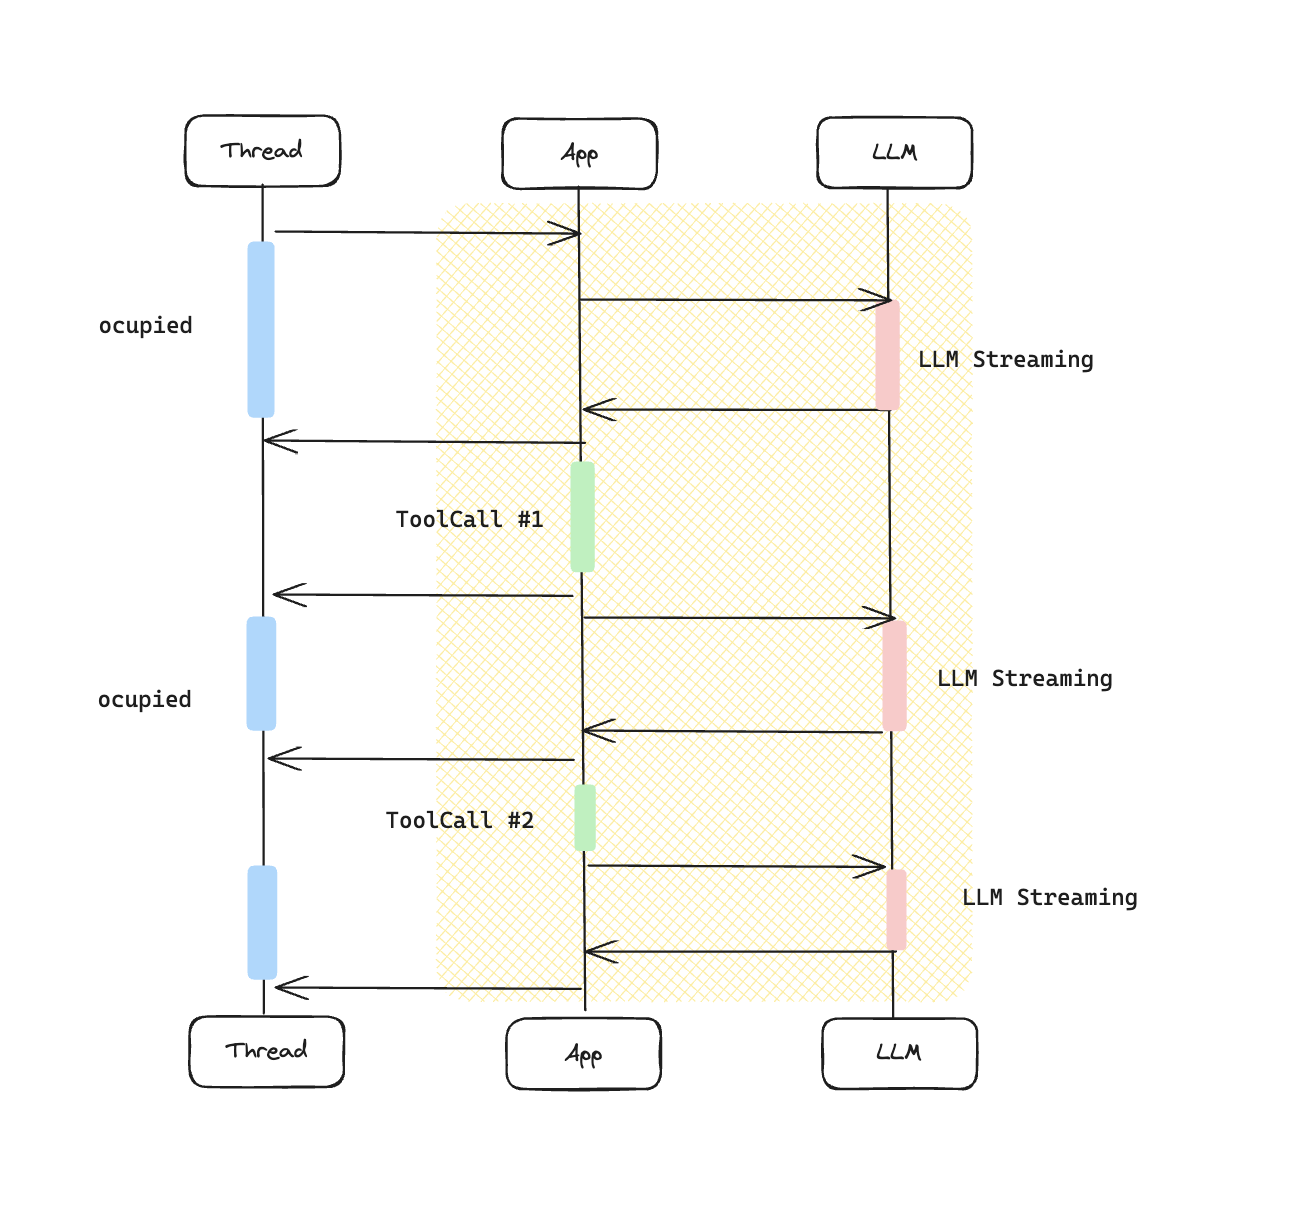 Thread
App
LLM
ocupied
LLM Streaming
ToolCall #1
LLM Streaming
ocupied
ToolCall #2
LLM Streaming
Thread
App
LLM